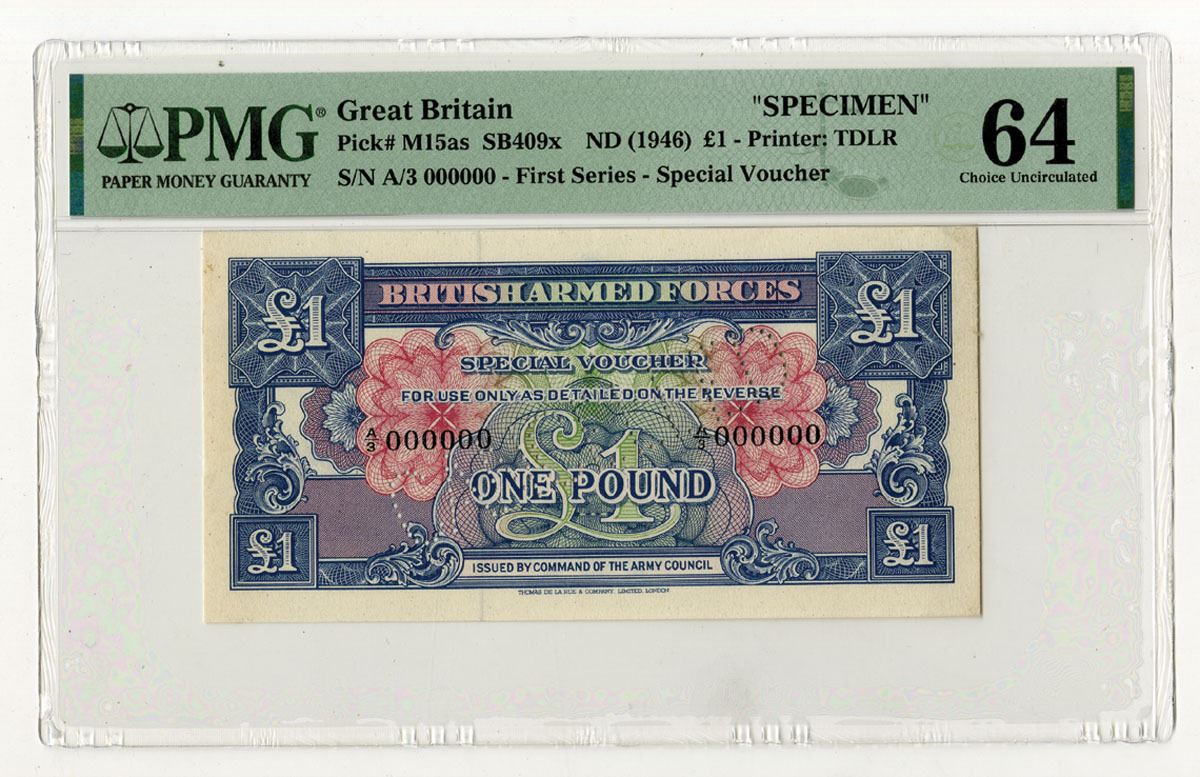 PMG®
PAPER MONEY GUARANTY
Great Britain "SPECIMEN"
Pick# M15as SB409x ND (1946) £1 - Printer: TDLR
S/N A/3 000000 - First Series - Special Voucher
64
Choice Uncirculated
£1 £1
BRITISH ARMED FORCES
SPECIAL VOUCHER
FOR USE ONLY AS DETAILED ON THE REVERSE
A/3 000000 A/3 000000
£1
ONE POUND
£1 £1
ISSUED BY COMMAND OF THE ARMY COUNCIL
THOMAS DE LA RUE & COMPANY, LIMITED, LONDON